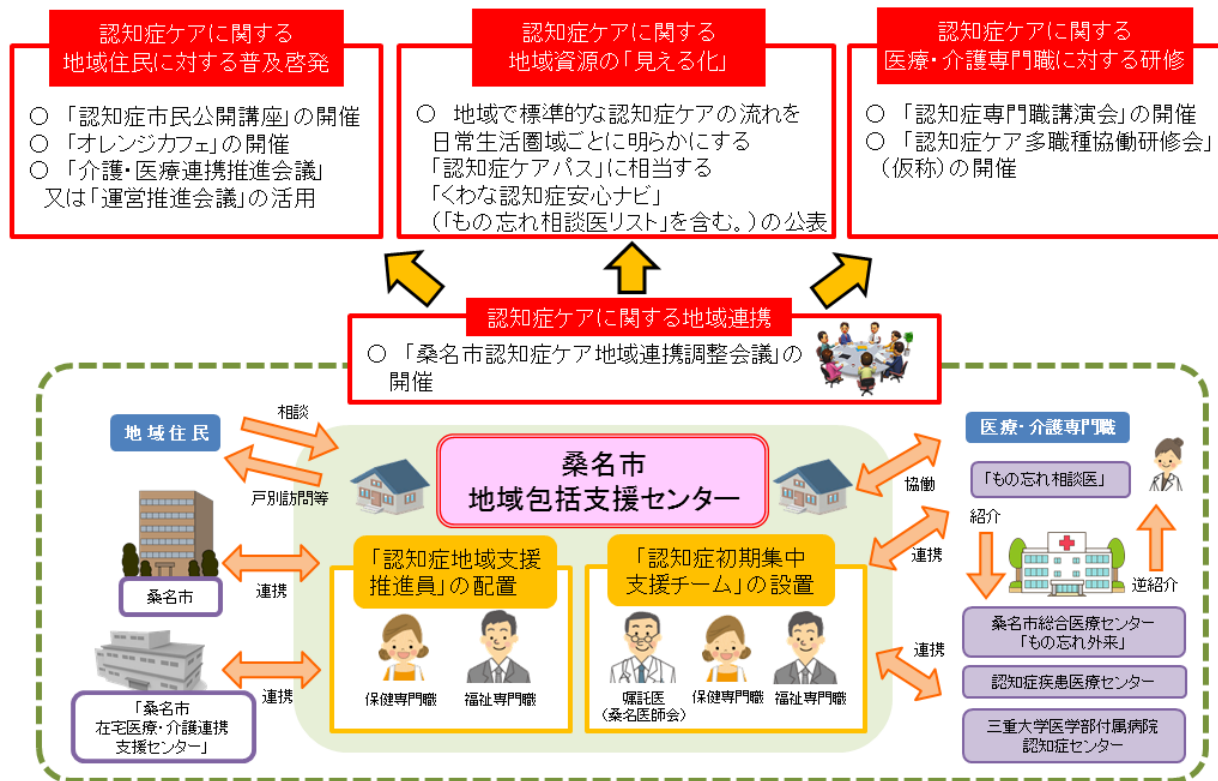 認知症ケアに関する
地域住民に対する普及啓発
○ 「認知症市民公開講座」の開催
○ 「オレンジカフェ」の開催
○ 「介護・医療連携推進会議」
又は「運営推進会議」の活用
認知症ケアに関する
地域資源の「見える化」
○ 地域で標準的な認知症ケアの流れを
日常生活圏域ごとに明らかにする
「認知症ケアパス」に相当する
「くわな認知症安心ナビ」
(「もの忘れ相談医リスト」を含む。)の公表
認知症ケアに関する
医療・介護専門職に対する研修
○ 「認知症専門職講演会」の開催
○ 「認知症ケア多職種協働研修会」
(仮称)の開催
認知症ケアに関する地域連携
○ 「桑名市認知症ケア地域連携調整会議」の
開催
地域住民
相談
戸別訪問等
桑名市
連携
「桑名市
在宅医療・介護連携
支援センター」
連携
桑名市
地域包括支援センター
「認知症地域支援
推進員」の配置
保健専門職
福祉専門職
「認知症初期集中
支援チーム」の設置
嘱託医
(桑名医師会)
保健専門職
福祉専門職
医療・介護専門職
協働
「もの忘れ相談医」
連携
紹介
逆紹介
連携
桑名市総合医療センター
「もの忘れ外来」
認知症疾患医療センター
三重大学医学部付属病院
認知症センター